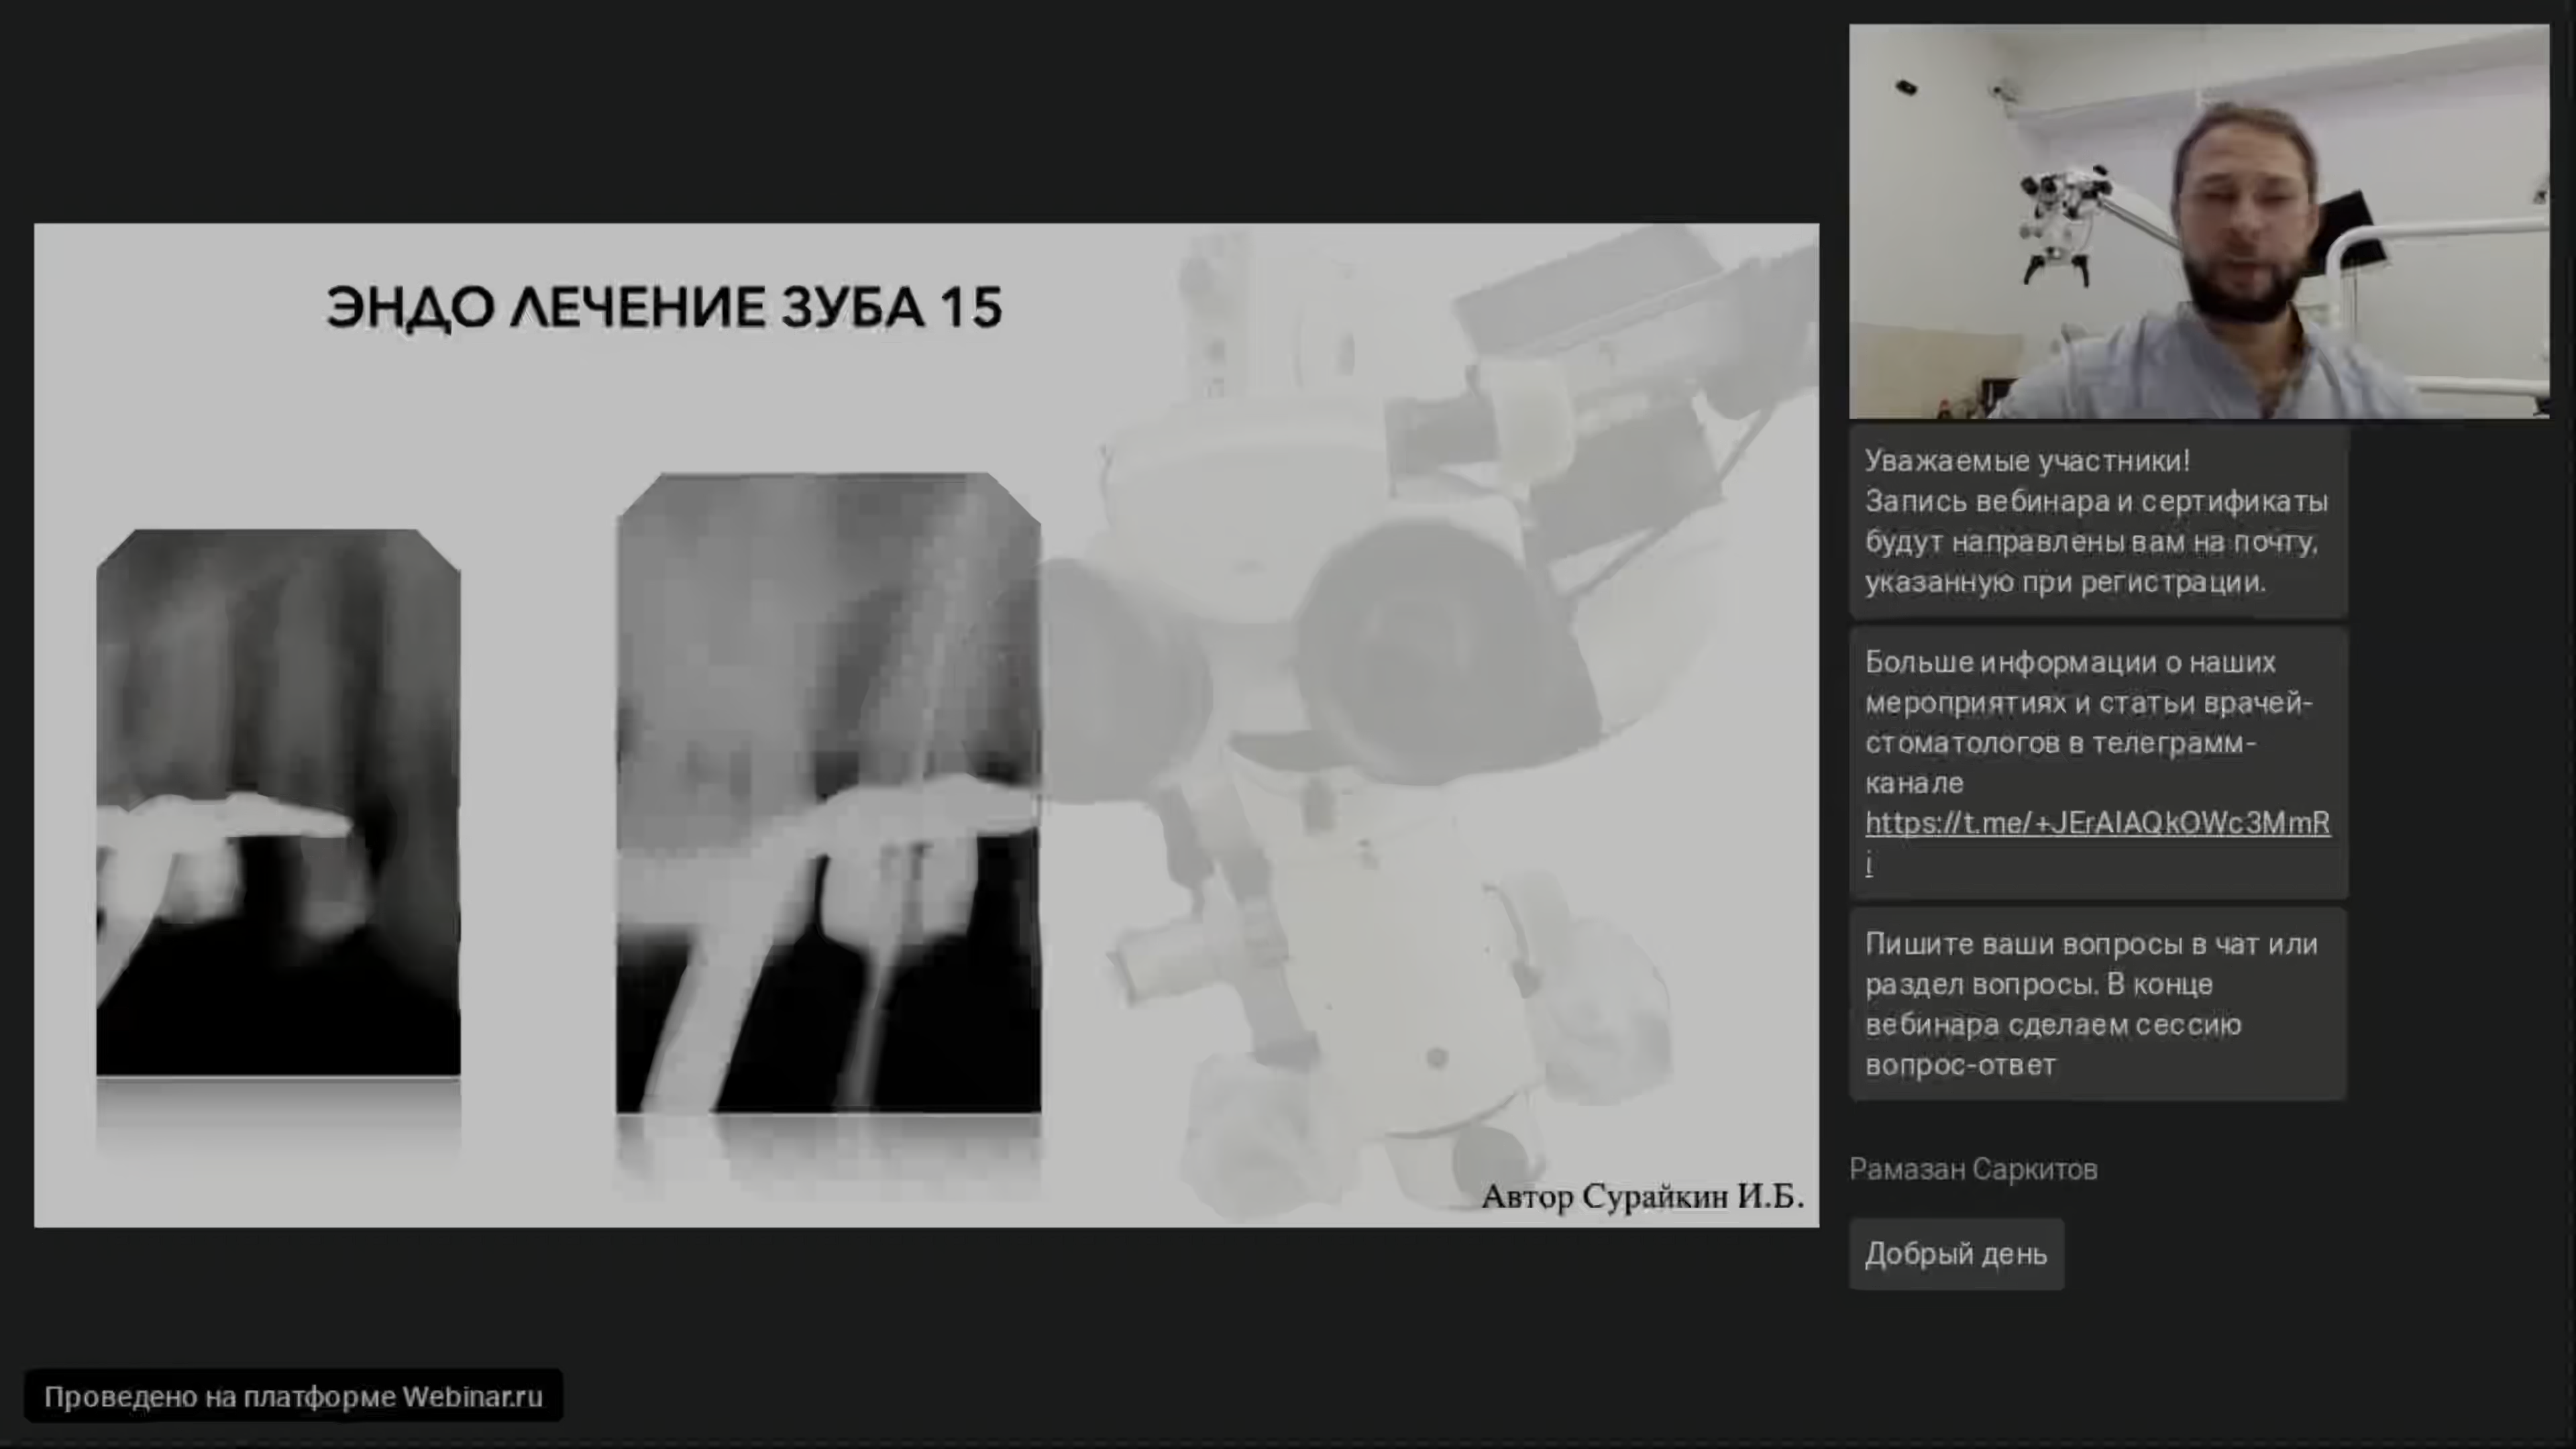 ЭНДО ЛЕЧЕНИЕ ЗУБА 15
Автор Сурайкин И.Б.
Уважаемые участники!
Запись вебинара и сертификаты
будут направлены вам на почту,
указанную при регистрации.
Больше информации о наших
мероприятиях и статьи врачей-
стоматологов в телеграмм-
канале
https://t.me/+JErAIAQkOWc3MmR
i
Пишите ваши вопросы в чат или
раздел вопросы. В конце
вебинара сделаем сессию
вопрос-ответ
Рамазан Саркитов
Добрый день
Проведено на платформе Webinar.ru